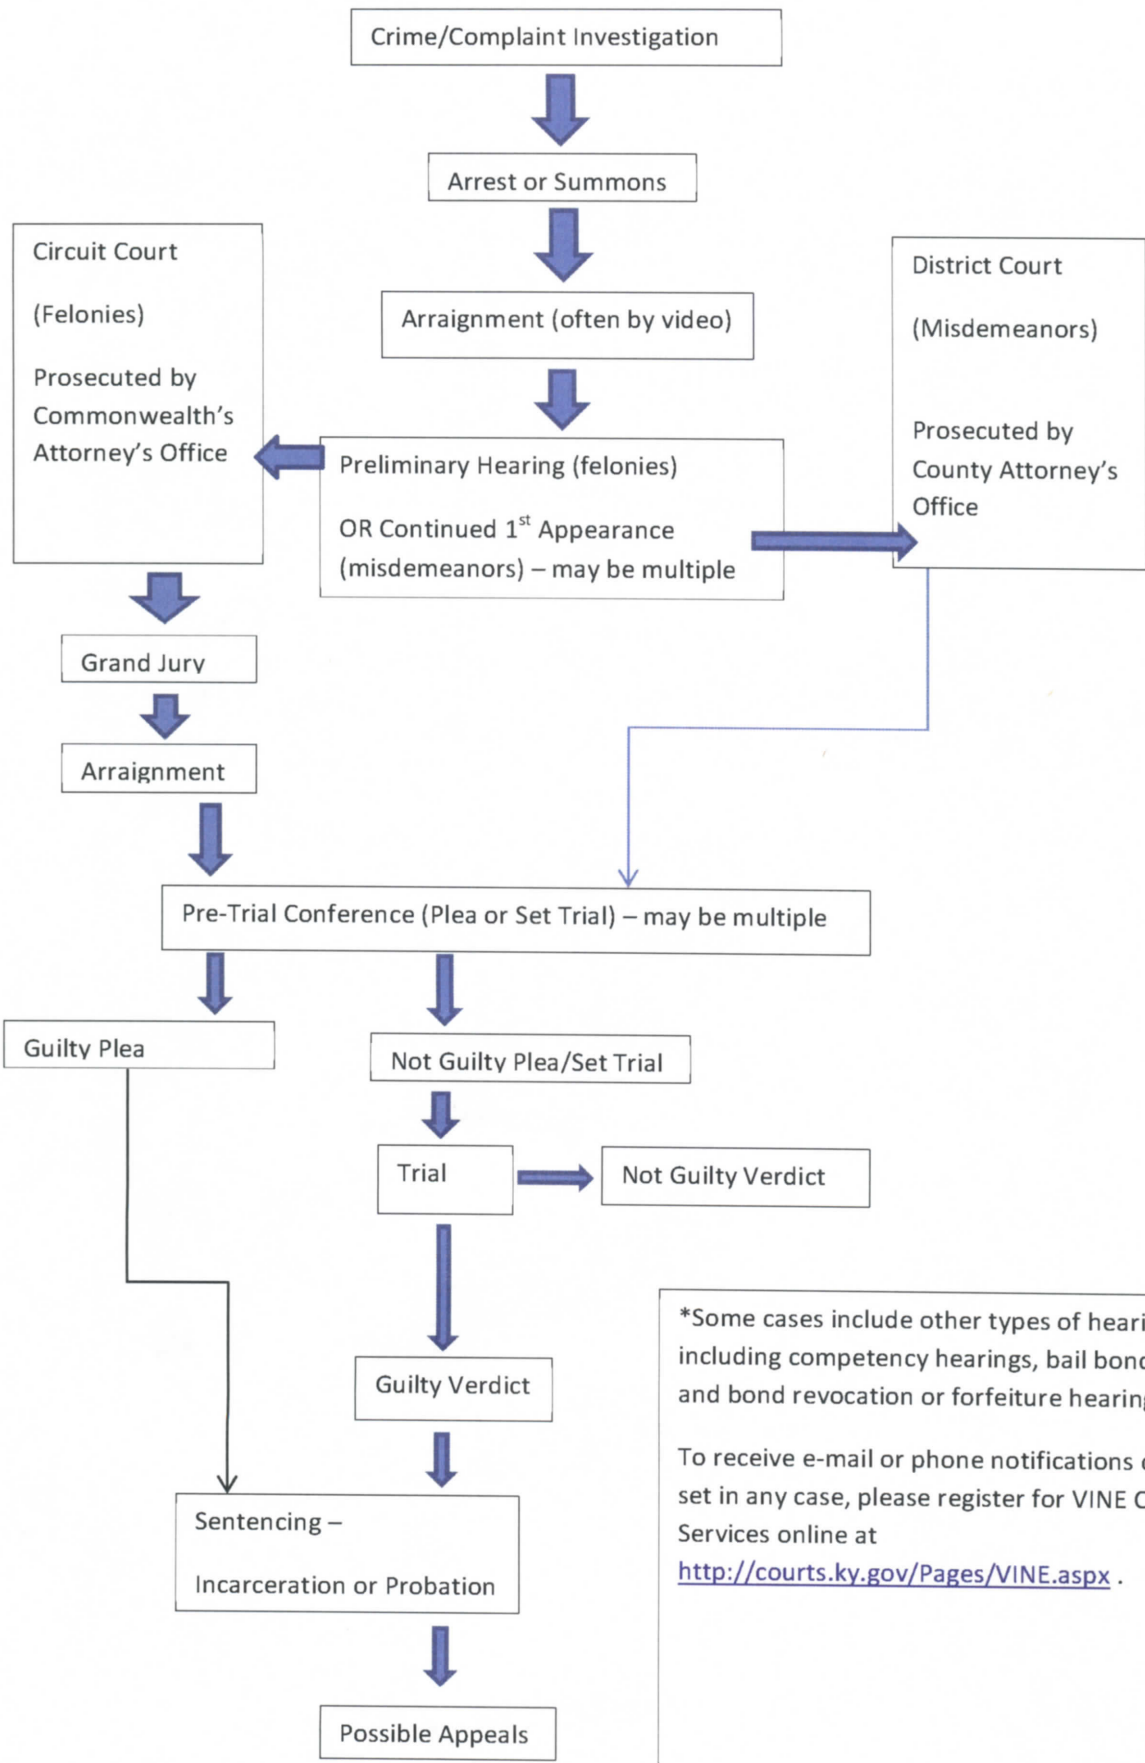 Crime/Complaint Investigation
Arrest or Summons
Circuit Court
(Felonies)
Prosecuted by
Commonwealth's
Attorney's Office
Arraignment (often by video)
District Court
(Misdemeanors)
Prosecuted by
County Attorney's
Office
Preliminary Hearing (felonies)
OR Continued 1st Appearance
(misdemeanors) – may be multiple
Grand Jury
Arraignment
Pre-Trial Conference (Plea or Set Trial) – may be multiple
Guilty Plea
Not Guilty Plea/Set Trial
Trial
Not Guilty Verdict
Guilty Verdict
Sentencing –
Incarceration or Probation
Possible Appeals
*Some cases include other types of
including competency hearings, bail
and bond revocation or forfeiture
To receive e-mail or phone notifications
set in any case, please register for VINE
Services online at
http://courts.ky.gov/Pages/VINE.aspx .